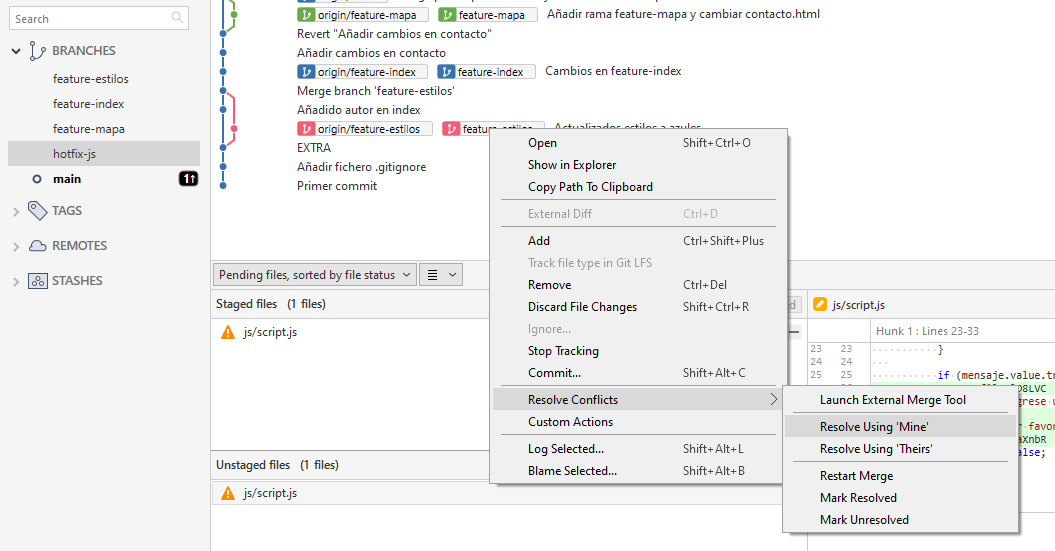 Search
BRANCHES
feature-estilos
feature-index
feature-mapa
hotfix-js
main 1↑
TAGS
REMOTES
STASHES
origin/feature-mapa feature-mapa Añadir rama feature-mapa y cambiar contacto.html
Revert "Añadir cambios en contacto"
Añadir cambios en contacto
origin/feature-index feature-index Cambios en feature-index
Merge branch 'feature-estilos'
Añadido autor en index
origin/feature-estilos feature-estilos Actualizados estilos a azules
EXTRA
Añadir fichero .gitignore
Primer commit
Pending files, sorted by file status
Staged files (1 files)
js/script.js
Unstaged files (1 files)
js/script.js
Open Shift+Ctrl+O
Show in Explorer
Copy Path To Clipboard
External Diff Ctrl+D
Add Ctrl+Shift+Plus
Track file type in Git LFS
Remove Ctrl+Del
Discard File Changes Shift+Ctrl+R
Ignore...
Stop Tracking
Commit... Shift+Alt+C
Resolve Conflicts
Custom Actions
Log Selected... Shift+Alt+L
Blame Selected... Shift+Alt+B
Launch External Merge Tool
Resolve Using 'Mine'
Resolve Using 'Theirs'
Restart Merge
Mark Resolved
Mark Unresolved
js/script.js
Hunk 1 : Lines 23-33
23 23 }
24 24
25 25 if (mensaje.value.tr